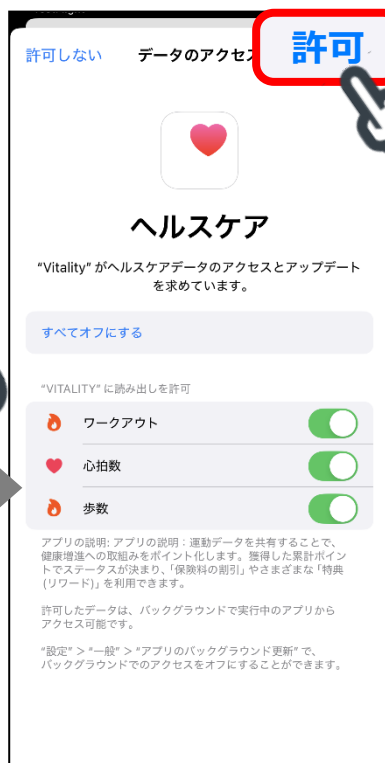 許可しない
データのアクセス
許可
ヘルスケア
“Vitality” がヘルスケアデータのアクセスとアップデート
を求めています。
すべてオフにする
“VITALITY” に読み出しを許可
ワークアウト
心拍数
歩数
アプリの説明: アプリの説明：運動データを共有することで、
健康増進への取組みをポイント化します。獲得した累計ポイン
トでステータスが決まり、「保険料の割引」やさまざまな「特典
(リワード)」を利用できます。
許可したデータは、バックグラウンドで実行中のアプリから
アクセス可能です。
“設定” > “一般” > “アプリのバックグラウンド更新” で、
バックグラウンドでのアクセスをオフにすることができます。